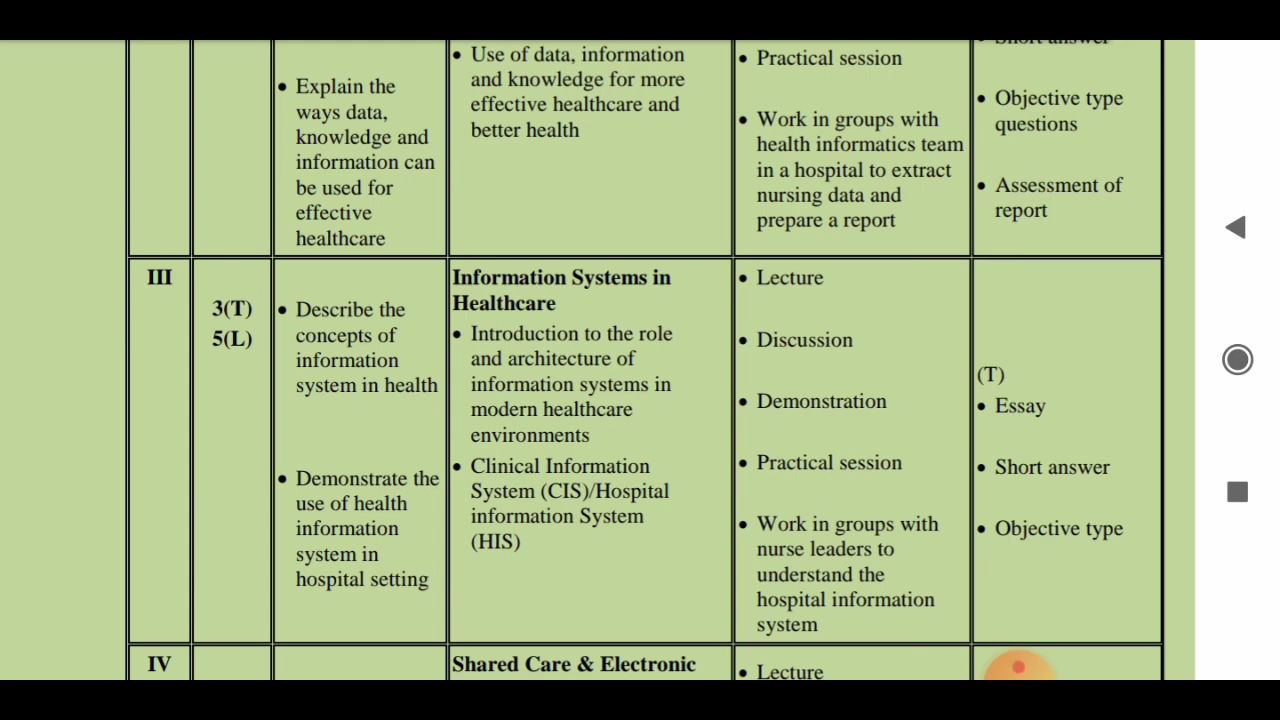 • Explain the
ways data,
knowledge and
information can
be used for
effective
healthcare
• Use of data, information
and knowledge for more
effective healthcare and
better health
• Practical session
• Work in groups with
health informatics team
in a hospital to extract
nursing data and
prepare a report
• Short answer
• Objective type
questions
• Assessment of
report
III
3(T)
5(L)
• Describe the
concepts of
information
system in health
• Demonstrate the
use of health
information
system in
hospital setting
Information Systems in
Healthcare
• Introduction to the role
and architecture of
information systems in
modern healthcare
environments
• Clinical Information
System (CIS)/Hospital
information System
(HIS)
• Lecture
• Discussion
• Demonstration
• Practical session
• Work in groups with
nurse leaders to
understand the
hospital information
system
(T)
• Essay
• Short answer
• Objective type
IV
Shared Care & Electronic
• Lecture